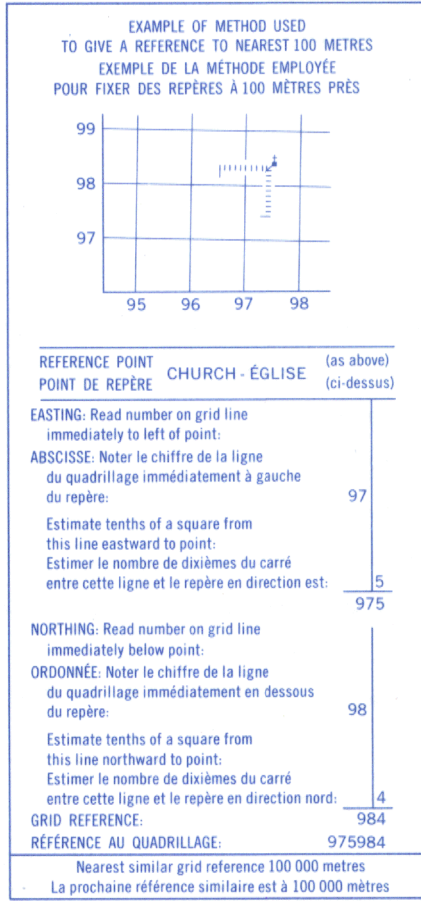 EXAMPLE OF METHOD USED
TO GIVE A REFERENCE TO NEAREST 100 METRES
EXEMPLE DE LA MÉTHODE EMPLOYÉE
POUR FIXER DES REPÈRES À 100 MÈTRES PRÈS
99
98
97
95 96 97 98
REFERENCE POINT
POINT DE REPÈRE
CHURCH - ÉGLISE
(as above)
(ci-dessus)
EASTING: Read number on grid line
immediately to left of point:
ABSCISSE: Noter le chiffre de la ligne
du quadrillage immédiatement à gauche
du repère: 97
Estimate tenths of a square from
this line eastward to point:
Estimer le nombre de dixièmes du carré
entre cette ligne et le repère en direction est: 5
975
NORTHING: Read number on grid line
immediately below point:
ORDONNÉE: Noter le chiffre de la ligne
du quadrillage immédiatement en dessous
du repère: 98
Estimate tenths of a square from
this line northward to point:
Estimer le nombre de dixièmes du carré
entre cette ligne et le repère en direction nord: 4
GRID REFERENCE: 984
RÉFÉRENCE AU QUADRILLAGE: 975984
Nearest similar grid reference 100 000 metres
La prochaine référence similaire est à 100 000 mètres